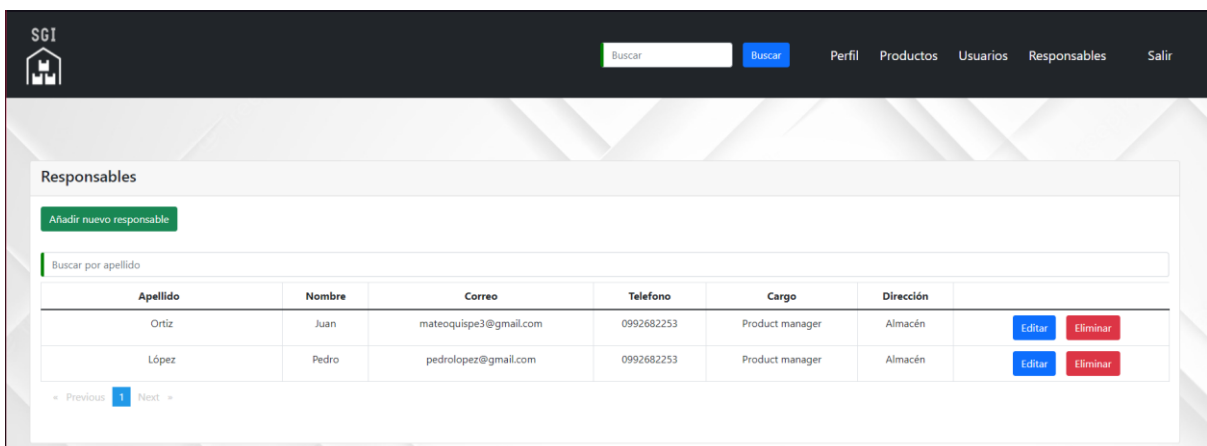 SGI
Buscar Buscar Perfil Productos Usuarios Responsables Salir
Responsables
Añadir nuevo responsable
Buscar por apellido
Apellido Nombre Correo Telefono Cargo Dirección
Ortiz Juan mateoquispe3@gmail.com 0992682253 Product manager Almacén Editar Eliminar
López Pedro pedrolopez@gmail.com 0992682253 Product manager Almacén Editar Eliminar
« Previous 1 Next »